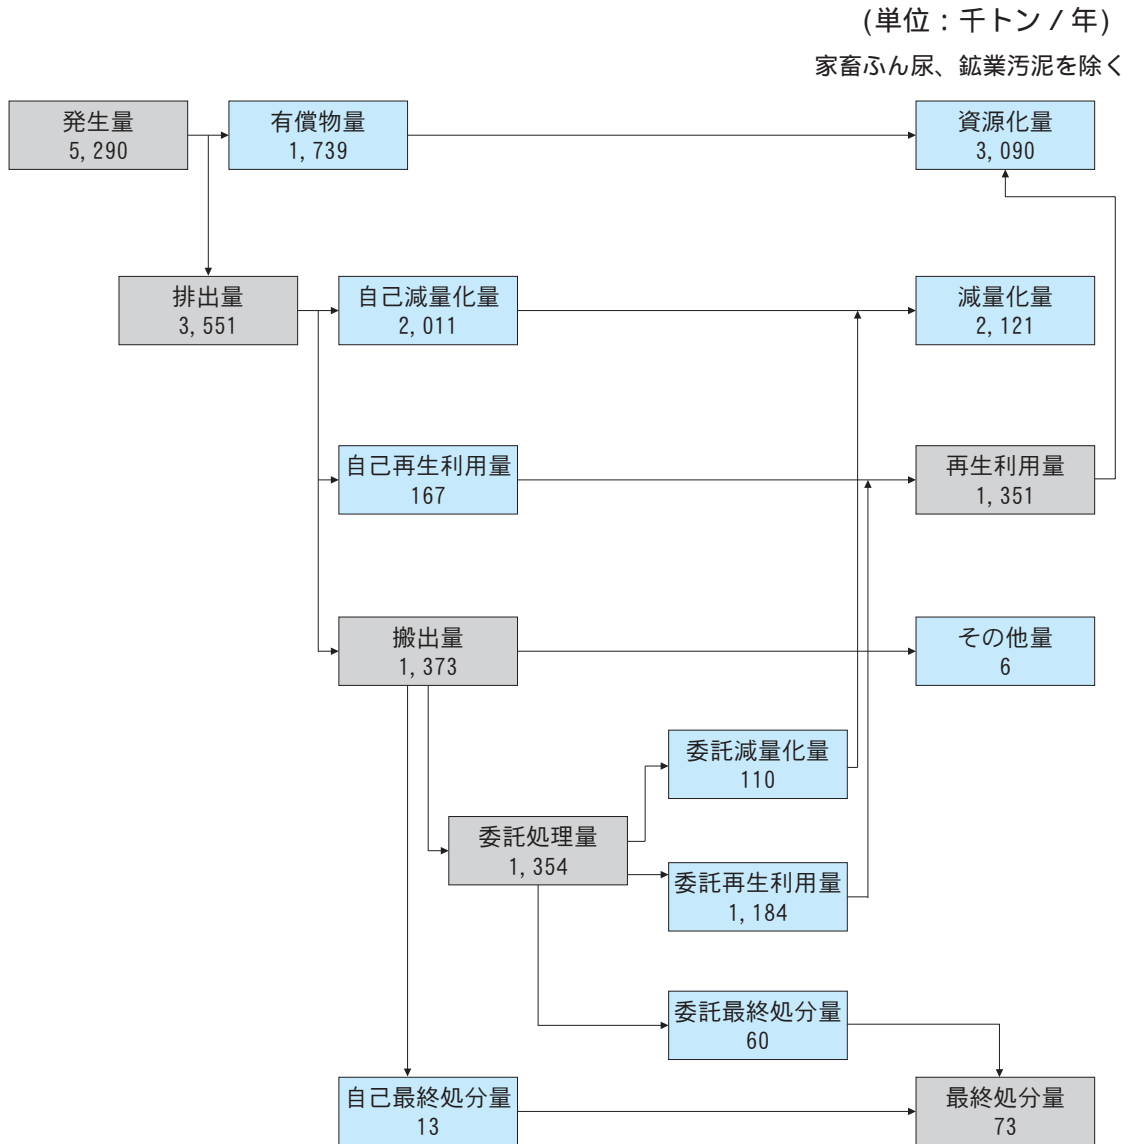 (単位：千トン / 年)
家畜ふん尿、鉱業汚泥を除く
発生量
5,290
有償物量
1,739
資源化量
3,090
排出量
3,551
自己減量化量
2,011
減量化量
2,121
自己再生利用量
167
再生利用量
1,351
搬出量
1,373
その他量
6
委託減量化量
110
委託処理量
1,354
委託再生利用量
1,184
委託最終処分量
60
自己最終処分量
13
最終処分量
73